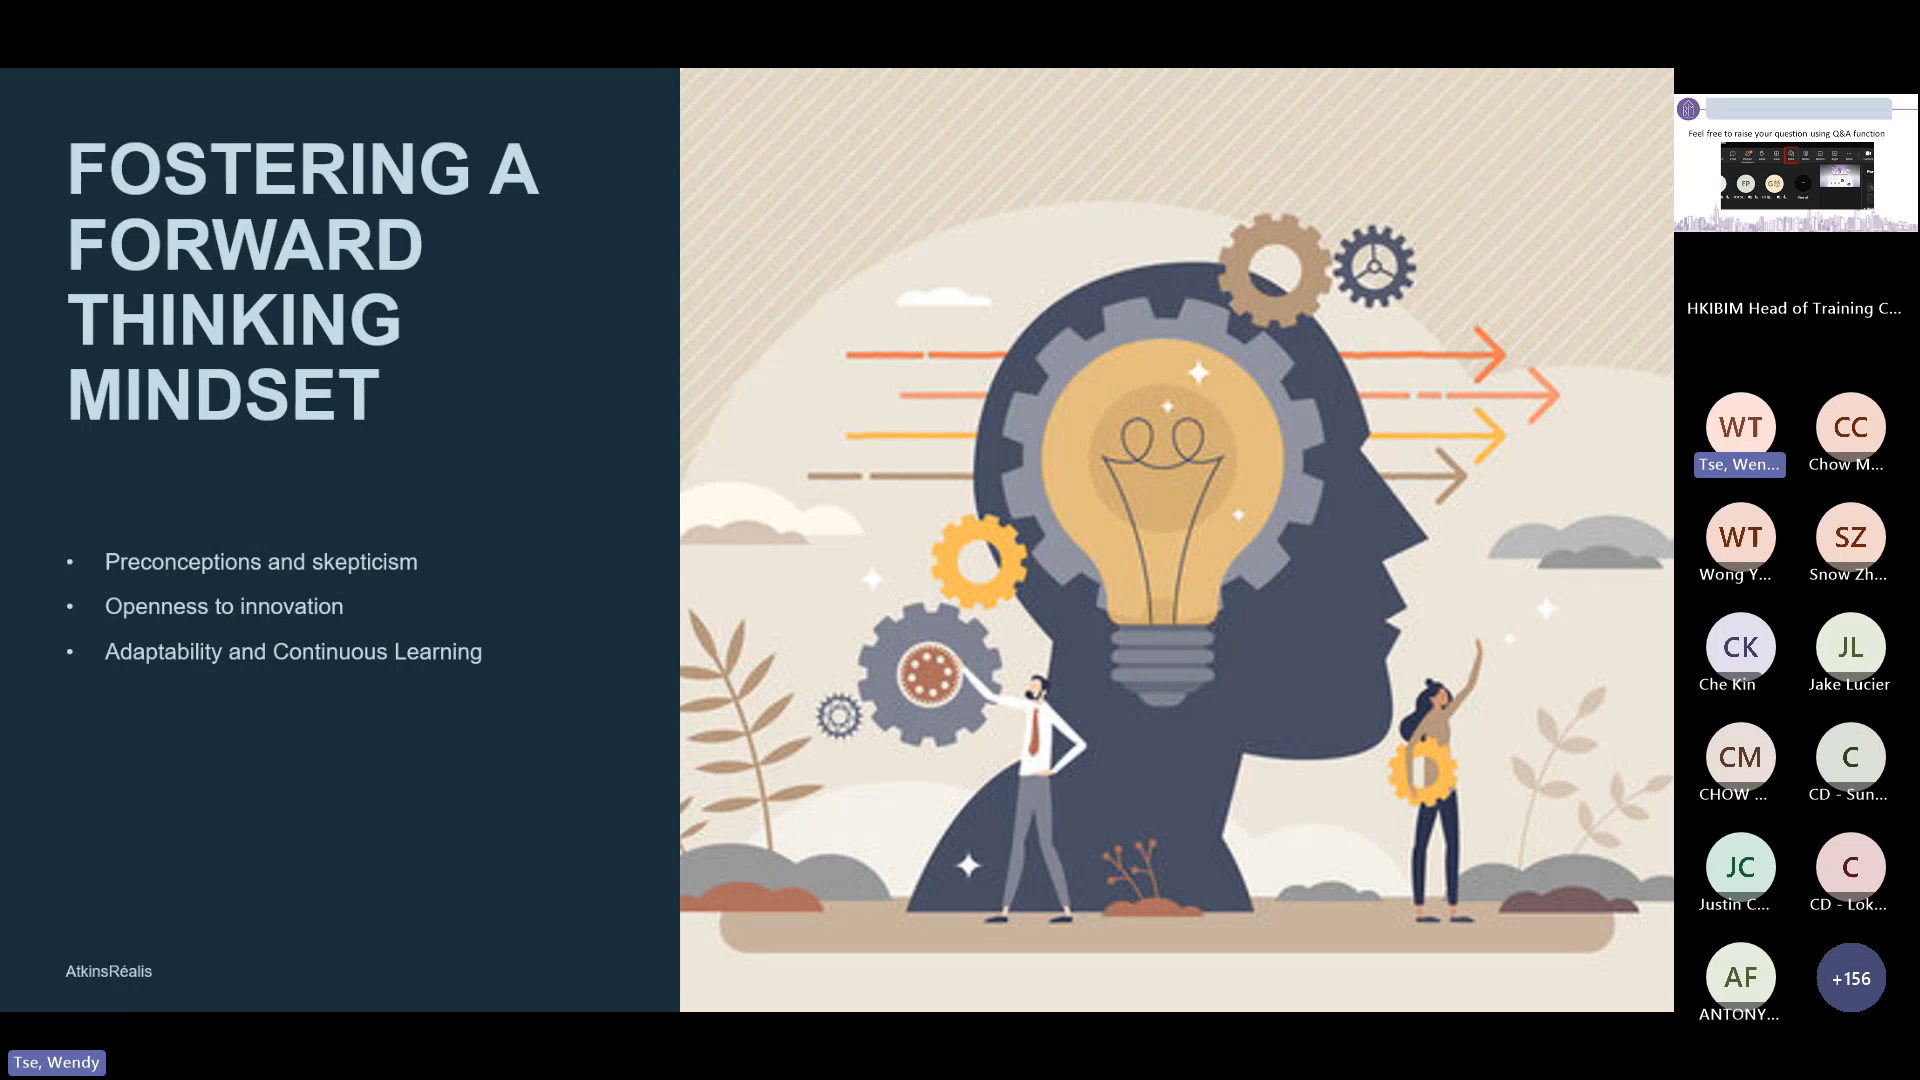 FOSTERING A
FORWARD
THINKING
MINDSET
• Preconceptions and skepticism
• Openness to innovation
• Adaptability and Continuous Learning
AtkinsRéalis
Tse, Wendy
Feel free to raise your question using Q&A function
FP
HKIBIM Head of Training C...
WT
Tse, Wen...
CC
Chow M...
WT
Wong Y...
SZ
Snow Zh...
CK
Che Kin
JL
Jake Lucier
CM
CHOW ...
C
CD - Sun...
JC
Justin C...
C
CD - Lok...
AF
ANTONY...
+156